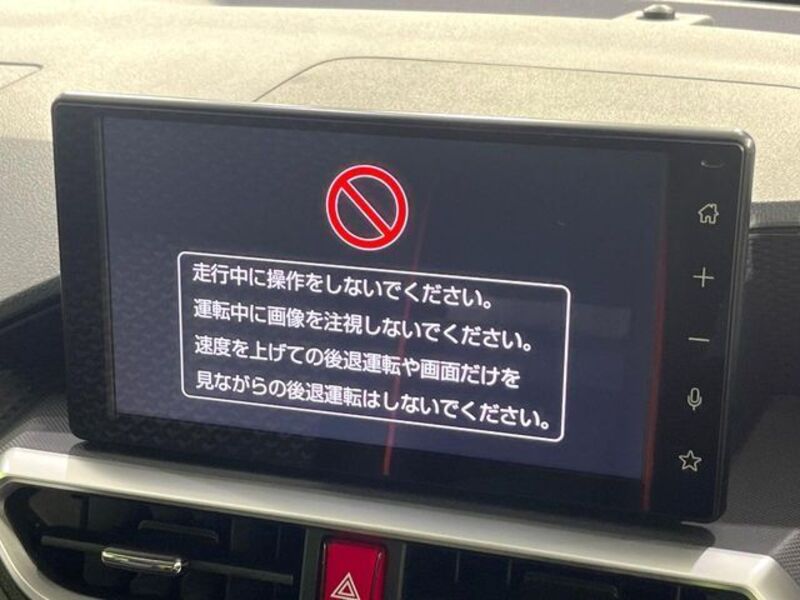 走行中に操作をしないでください。
運転中に画像を注視しないでください。
速度を上げての後退運転や画面だけを
見ながらの後退運転はしないでください。